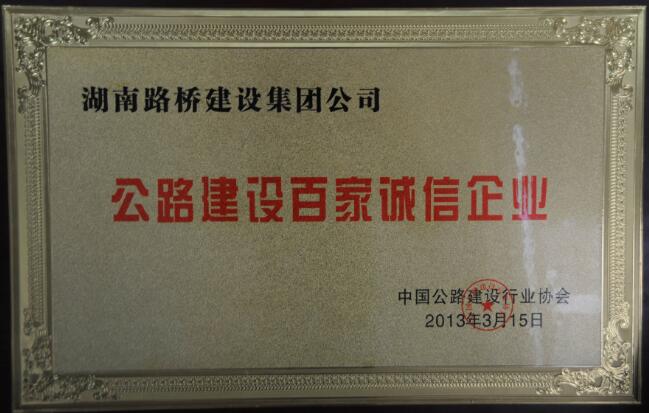 湖南路桥建设集团公司
公路建设百家诚信企业
中国公路建设行业协会
2013年3月15日